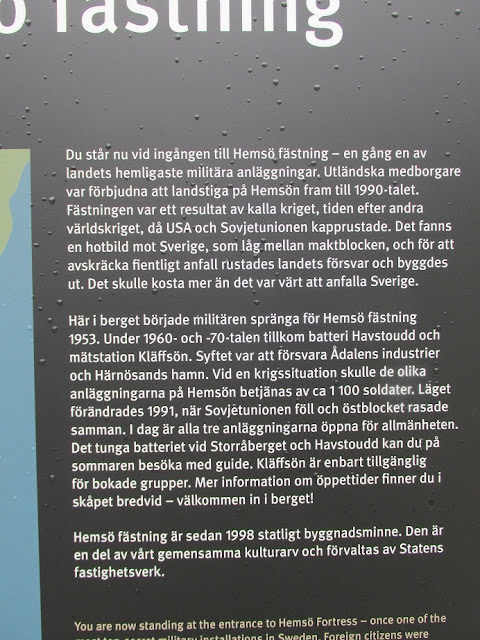 ö fästning
Du står nu vid ingången till Hemsö fästning – en gång en av
landets hemligaste militära anläggningar. Utländska medborgare
var förbjudna att landstiga på Hemsön fram till 1990-talet.
Fästningen var ett resultat av kalla kriget, tiden efter andra
världskriget, då USA och Sovjetunionen kapprustade. Det fanns
en hotbild mot Sverige, som låg mellan maktblocken, och för att
avskräcka fientligt anfall rustades landets försvar och byggdes
ut. Det skulle kosta mer än det var värt att anfalla Sverige.
Här i berget började militären spränga för Hemsö fästning
1953. Under 1960- och -70-talen tillkom batteri Havstoudd och
mätstation Kläffsön. Syftet var att försvara Ådalens industrier
och Härnösands hamn. Vid en krigssituation skulle de olika
anläggningarna på Hemsön betjänas av ca 1 100 soldater. Läget
förändrades 1991, när Sovjetunionen föll och östblocket rasade
samman. I dag är alla tre anläggningarna öppna för allmänheten.
Det tunga batteriet vid Storråberget och Havstoudd kan du på
sommaren besöka med guide. Kläffsön är enbart tillgänglig
för bokade grupper. Mer information om öppettider finner du i
skåpet bredvid – välkommen in i berget!
Hemsö fästning är sedan 1998 statligt byggnadsminne. Den är
en del av vårt gemensamma kulturarv och förvaltas av Statens
fastighetsverk.
You are now standing at the entrance to Hemsö Fortress – once one of the
most top-secret military installations in Sweden. Foreign citizens were